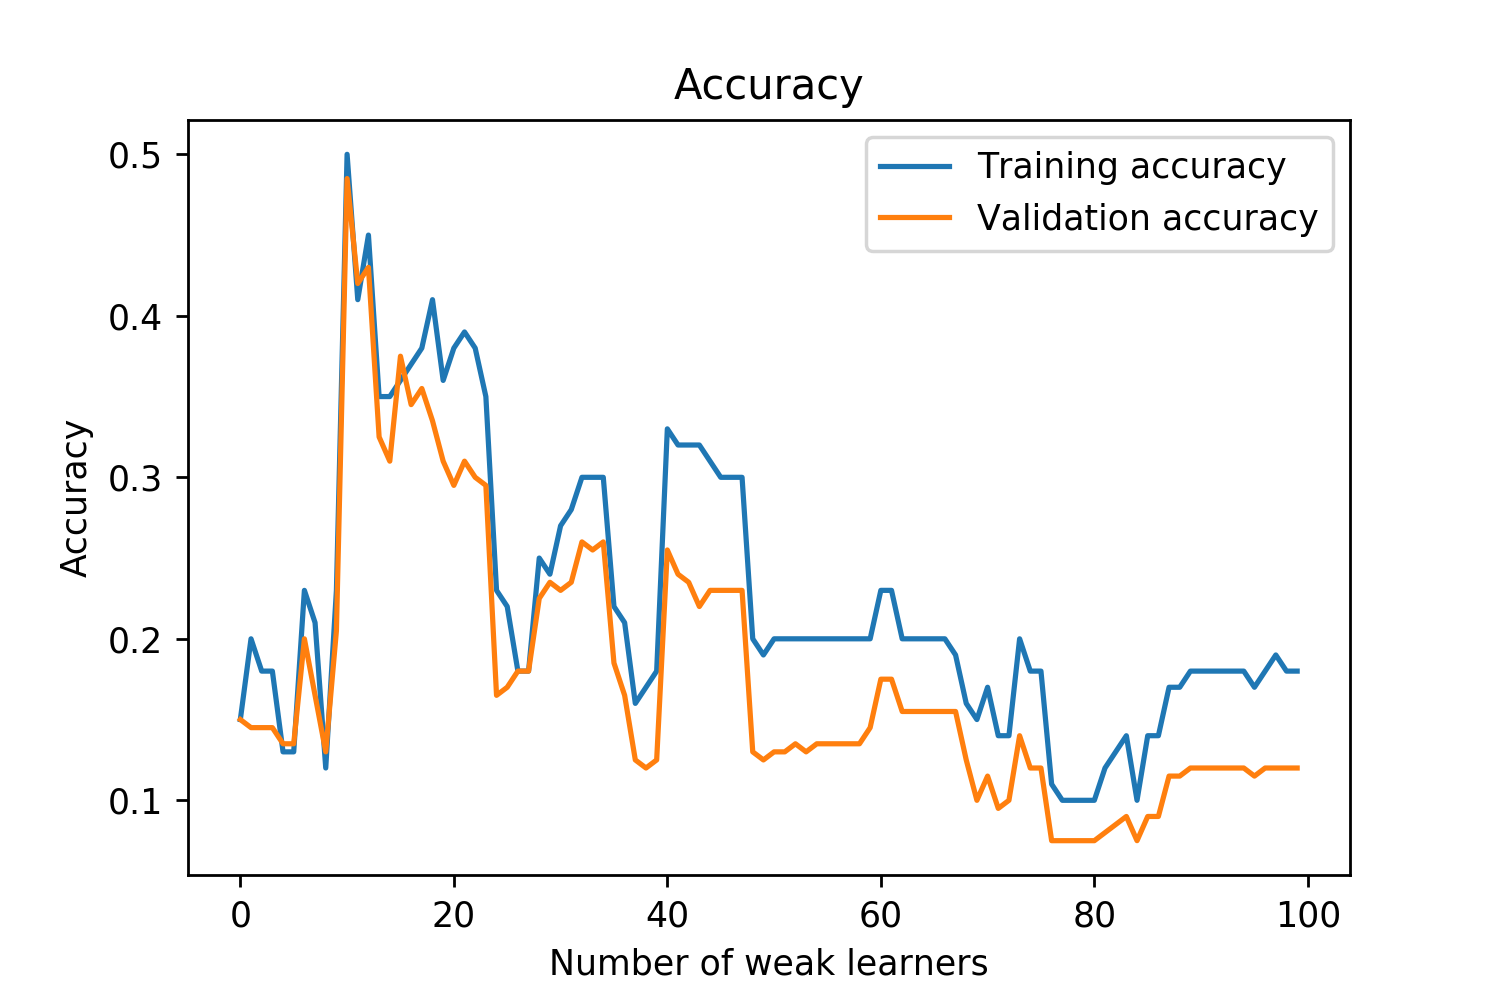 Accuracy
Training accuracy
Validation accuracy
0.5
0.4
0.3
0.2
0.1
Accuracy
0 20 40 60 80 100
Number of weak learners